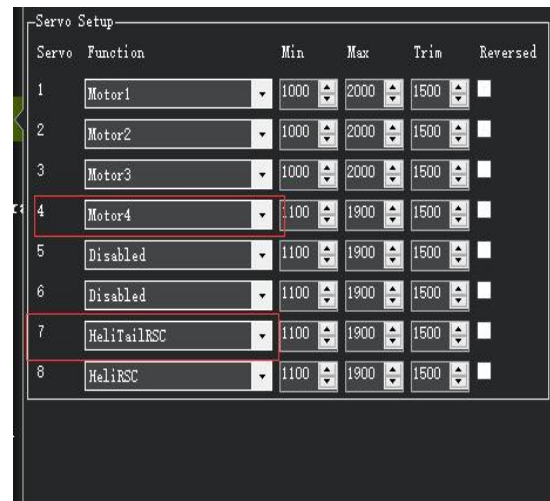 Servo Setup
Servo Function Min Max Trim Reversed
1 Motor1 1000 2000 1500
2 Motor2 1000 2000 1500
3 Motor3 1000 2000 1500
4 Motor4 1100 1900 1500
5 Disabled 1100 1900 1500
6 Disabled 1100 1900 1500
7 HeliTailRSC 1100 1900 1500
8 HeliRSC 1100 1900 1500